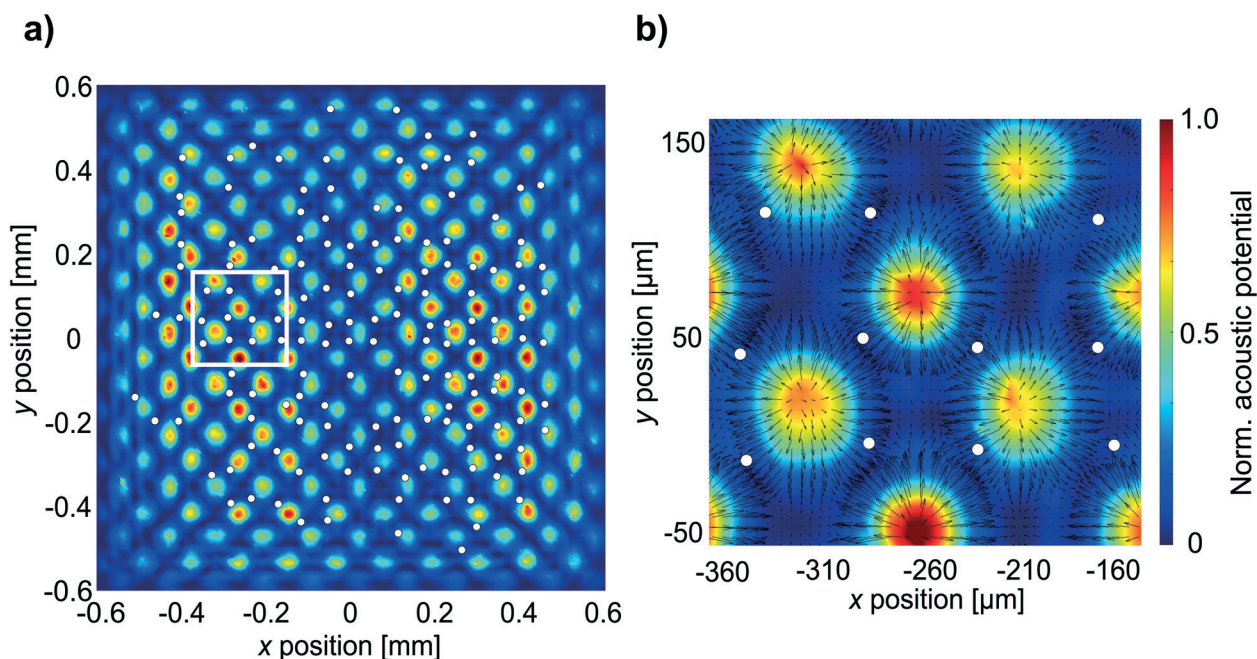 a)
0.6
0.4
0.2
0
-0.2
-0.4
-0.6
y position [mm]
-0.6 -0.4 -0.2 0 0.2 0.4 0.6
x position [mm]
b)
150
50
-50
y position [µm]
-360 -310 -260 -210 -160
x position [µm]
1.0
0.5
0
Norm. acoustic potential